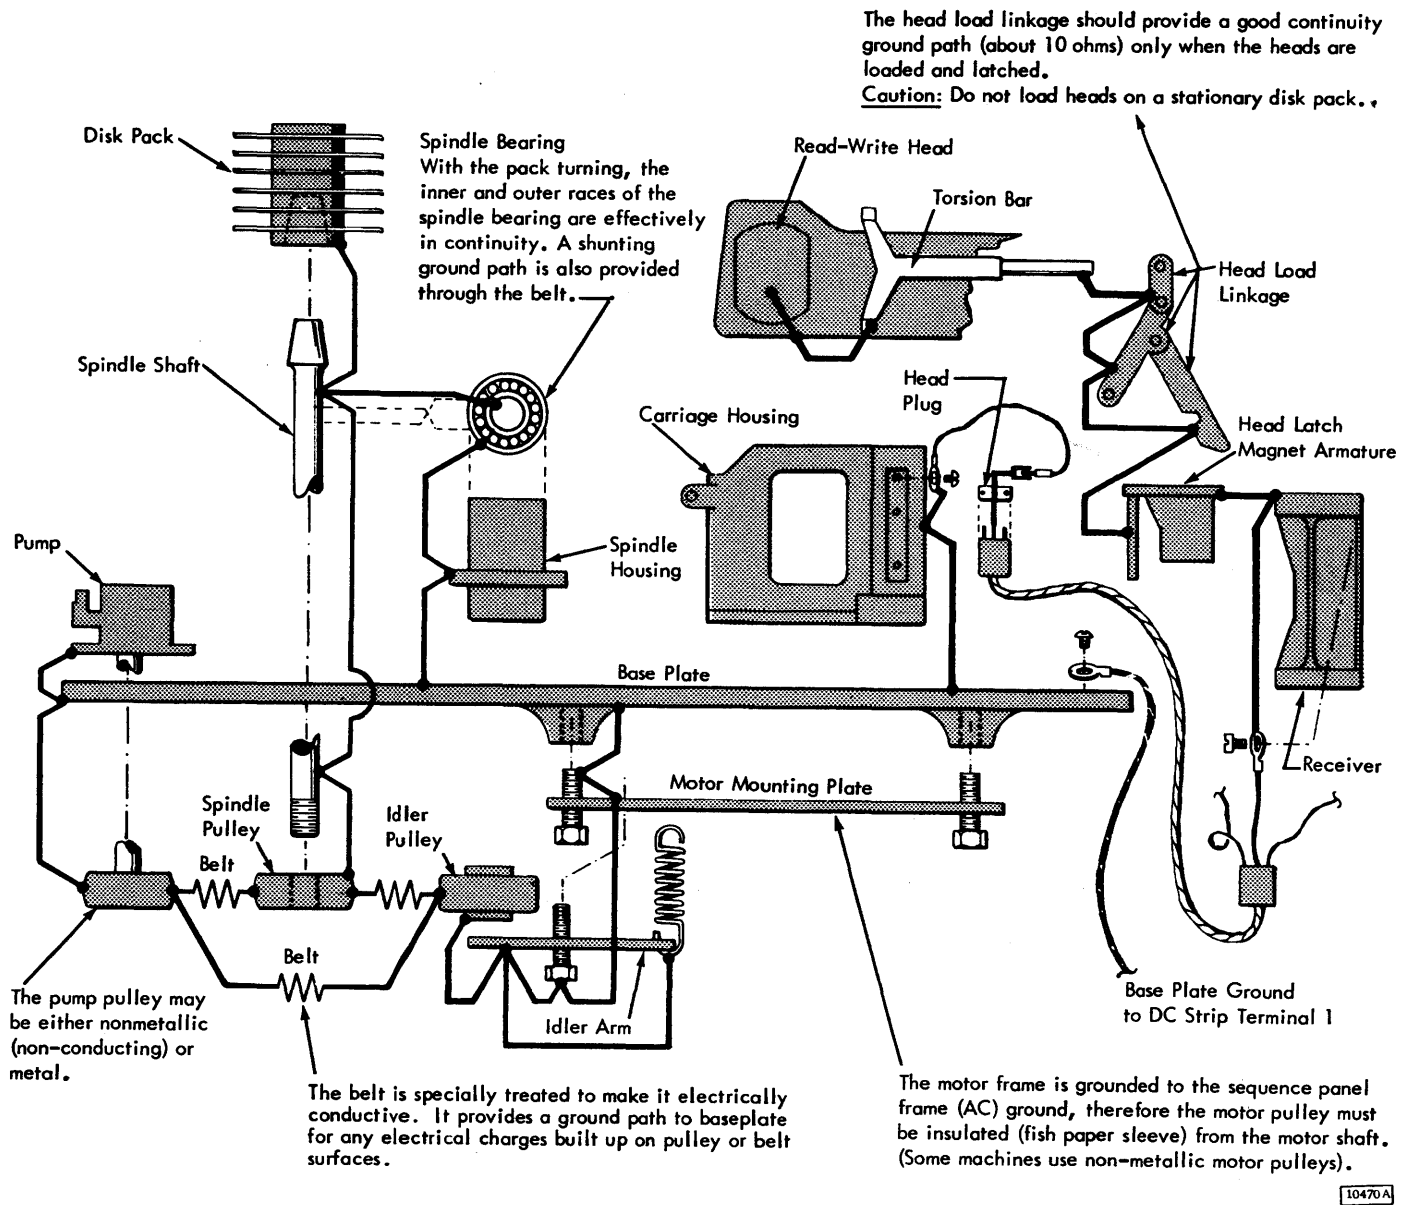 The head load linkage should provide a good continuity
ground path (about 10 ohms) only when the heads are
loaded and latched.
Caution: Do not load heads on a stationary disk pack..
Disk Pack
Spindle Bearing
With the pack turning, the
inner and outer races of the
spindle bearing are effectively
in continuity. A shunting
ground path is also provided
through the belt.
Read-Write Head
Torsion Bar
Head Load
Linkage
Spindle Shaft
Head
Plug
Carriage Housing
Head Latch
Magnet Armature
Pump
Spindle
Housing
Base Plate
Receiver
Motor Mounting Plate
Spindle
Pulley
Idler
Pulley
Belt
Belt
Idler Arm
The pump pulley may
be either nonmetallic
(non-conducting) or
metal.
Base Plate Ground
to DC Strip Terminal 1
The belt is specially treated to make it electrically
conductive. It provides a ground path to baseplate
for any electrical charges built up on pulley or belt
surfaces.
The motor frame is grounded to the sequence panel
frame (AC) ground, therefore the motor pulley must
be insulated (fish paper sleeve) from the motor shaft.
(Some machines use non-metallic motor pulleys).
10470A